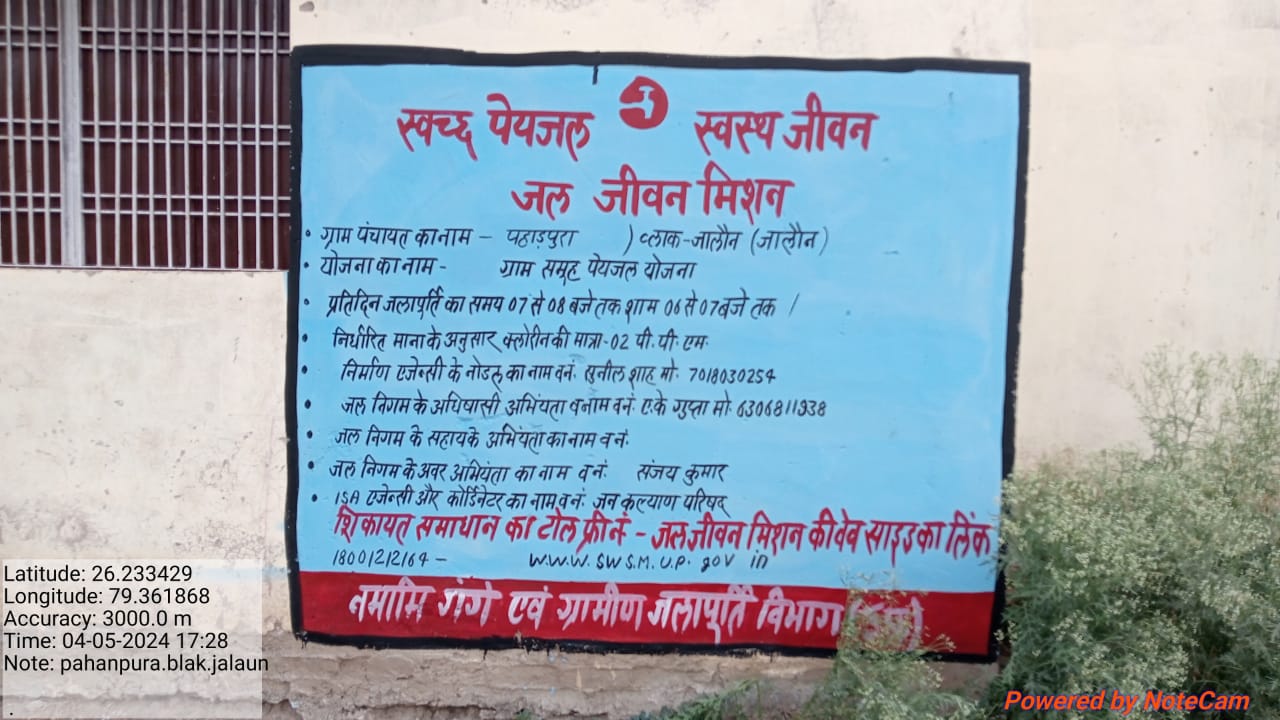 स्वच्छ पेयजल स्वस्थ जीवन
जल जीवन मिशन
• ग्राम पंचायत का नाम – पहाड़पुरा ) ब्लाक-जालौन (जालौन)
• योजना का नाम - ग्राम समूह पेयजल योजना
• प्रतिदिन जलापूर्ति का समय 07 से 08 बजे तक शाम 06 से 07 बजे तक /
• निर्धारित माना के अनुसार क्लोरीन की मात्रा-02 पी.पी.एम.
• निर्माण एजेन्सी के नोडल का नाम व नं. सुनील शाह मो. 7018030254
• जल निगम के अधिषासी अभियंता व नाम व नं. ए.के गुप्ता मो. 6306811938
• जल निगम के सहायके अभियंता का नाम व नं.
• जल निगम के अवर अभियंता का नाम व नं. संजय कुमार
• ISA एजेन्सी और कोर्डिनेटर का नाम व नं. जन कल्याण परिषद्
शिकायत समाधान का टोल फ्री नं - जल जीवन मिशन की वेव साइड का लिंक
18001212164 – W.W.W. SWSM. U.P. gov in
नमामि गंगे एवं ग्रामीण जलापूर्ति विभाग
Latitude: 26.233429
Longitude: 79.361868
Accuracy: 3000.0 m
Time: 04-05-2024 17:28
Note: pahanpura.blak.jalaun
.
Powered by NoteCam